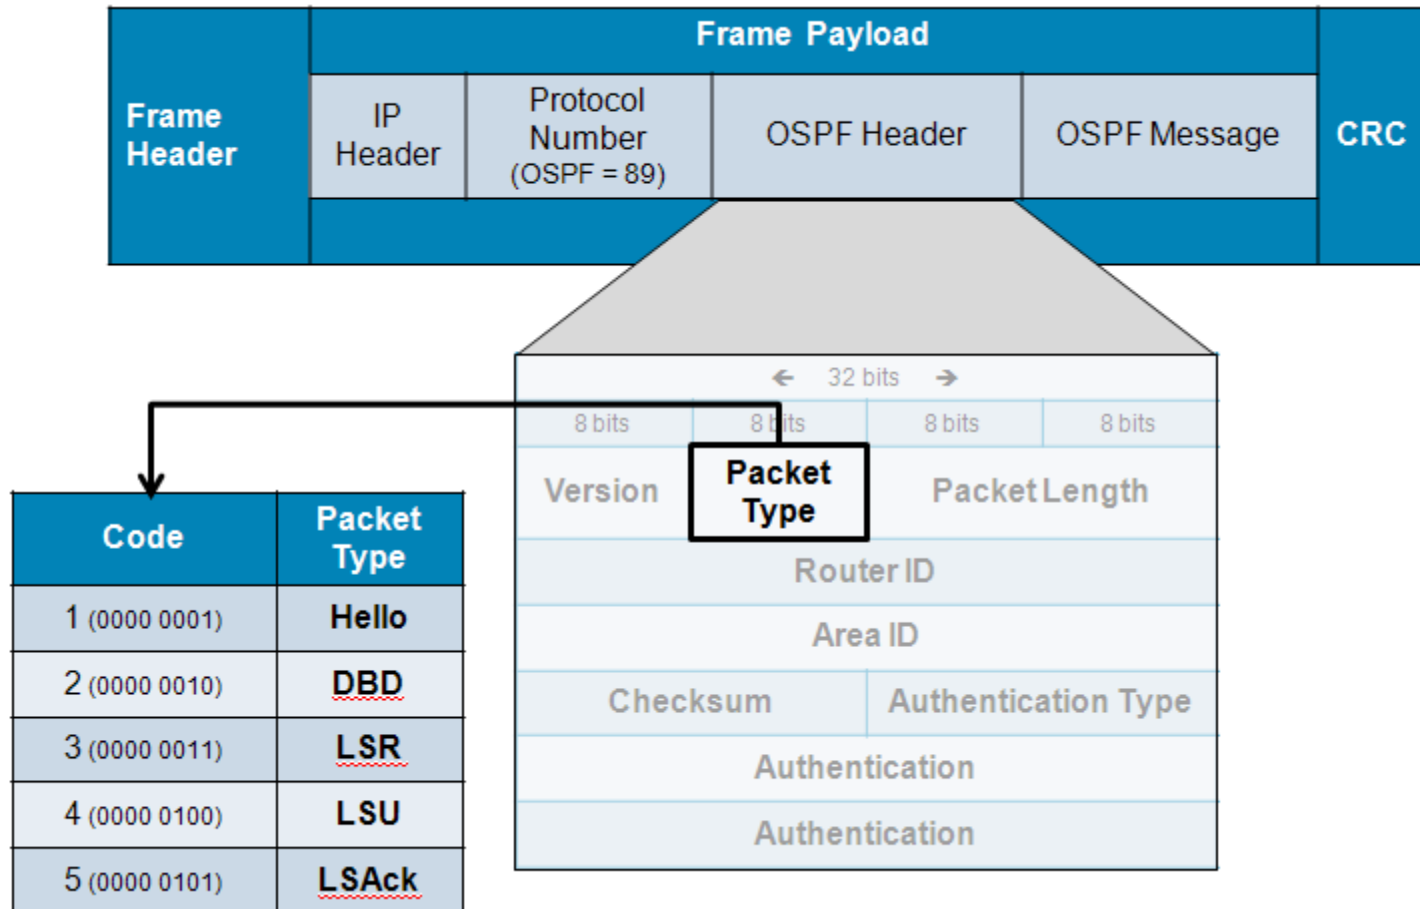 Frame Payload
Frame
Header
IP
Header
Protocol
Number
(OSPF = 89)
OSPF Header
OSPF Message
CRC
← 32 bits →
8 bits 8 bits 8 bits 8 bits
Version
Packet
Type
Packet Length
Router ID
Area ID
Checksum Authentication Type
Authentication
Authentication
Code
Packet
Type
1 (0000 0001) Hello
2 (0000 0010) DBD
3 (0000 0011) LSR
4 (0000 0100) LSU
5 (0000 0101) LSAck